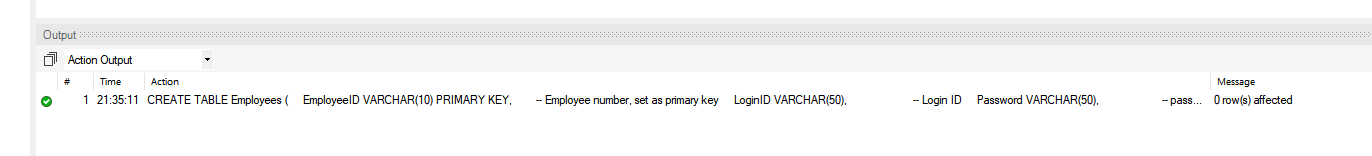 Output
Action Output
# Time Action Message
1 21:35:11 CREATE TABLE Employees ( EmployeeID VARCHAR(10) PRIMARY KEY, -- Employee number, set as primary key LoginID VARCHAR(50), -- Login ID Password VARCHAR(50), -- pass... 0 row(s) affected